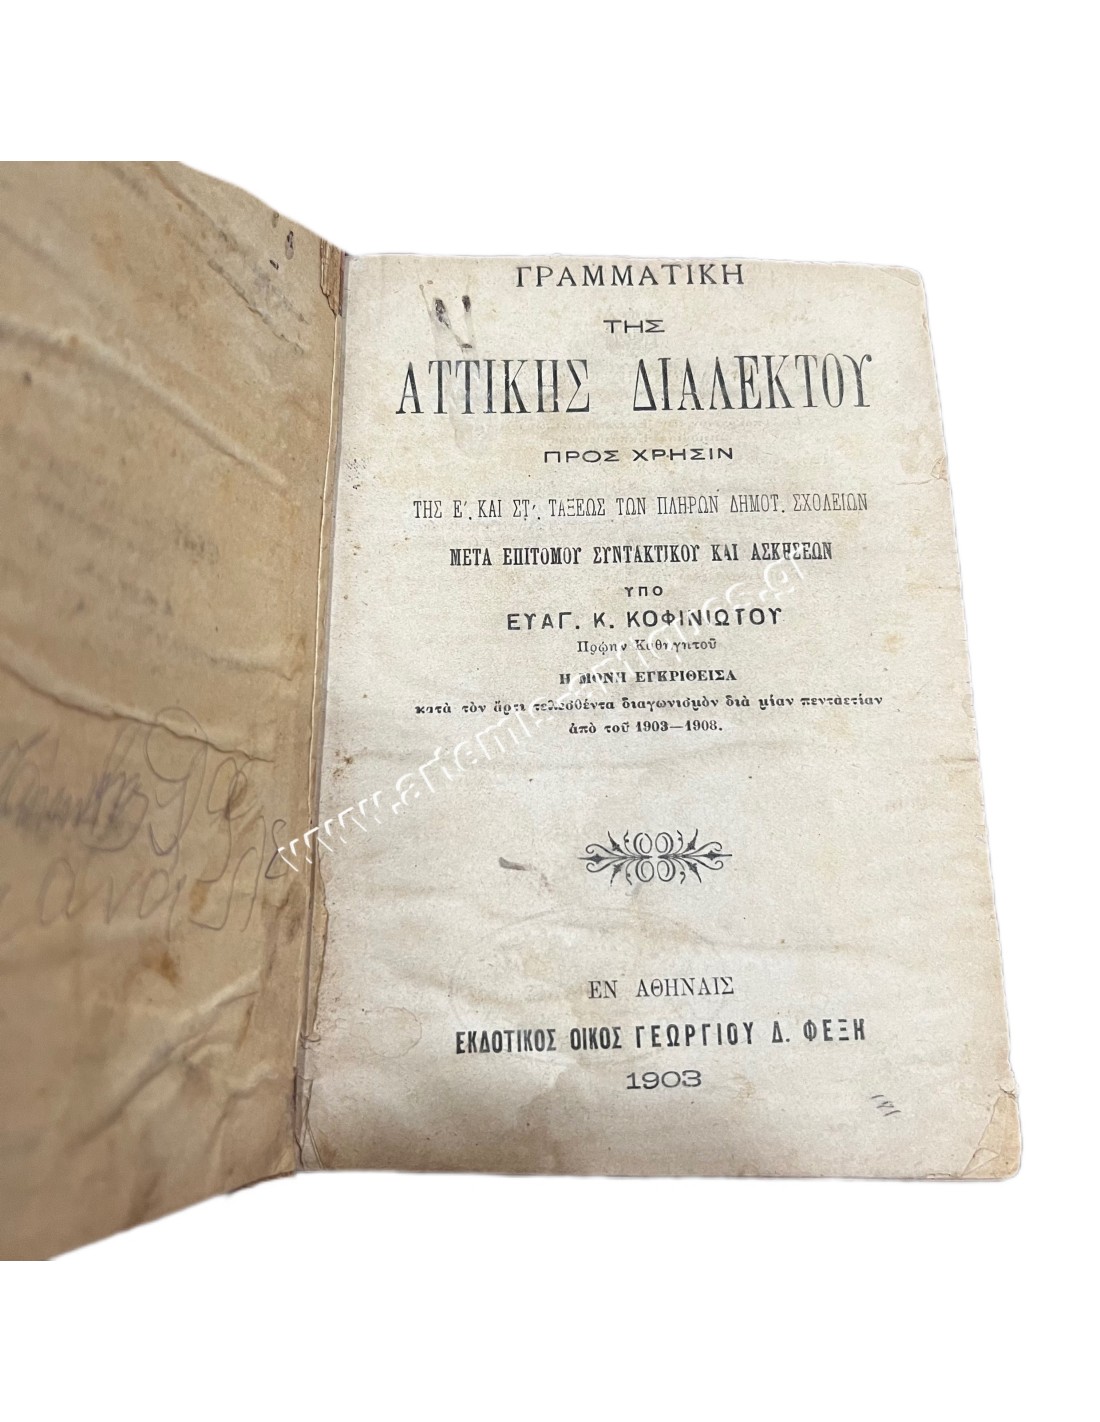 ΓΡΑΜΜΑΤΙΚΗ
ΤΗΣ
ΑΤΤΙΚΗΣ ΔΙΑΛΕΚΤΟΥ
ΠΡΟΣ ΧΡΗΣΙΝ
ΤΗΣ Ε΄. ΚΑΙ ΣΤ΄. ΤΑΞΕΩΣ ΤΩΝ ΠΛΗΡΩΝ ΔΗΜΟΤ. ΣΧΟΛΕΙΩΝ
ΜΕΤΑ ΕΠΙΤΟΜΟΥ ΣΥΝΤΑΚΤΙΚΟΥ ΚΑΙ ΑΣΚΗΣΕΩΝ
ΥΠΟ
ΕΥΑΓ. Κ. ΚΟΦΙΝΙΩΤΟΥ
Πρῴην Καθηγητοῦ
Η ΜΟΝΗ ΕΓΚΡΙΘΕΙΣΑ
κατὰ τὸν ἄρτι τελεσθέντα διαγωνισμὸν διὰ μίαν πενταετίαν
ἀπὸ τοῦ 1903—1908.
ΕΝ ΑΘΗΝΑΙΣ
ΕΚΔΟΤΙΚΟΣ ΟΙΚΟΣ ΓΕΩΡΓΙΟΥ Δ. ΦΕΞΗ
1903